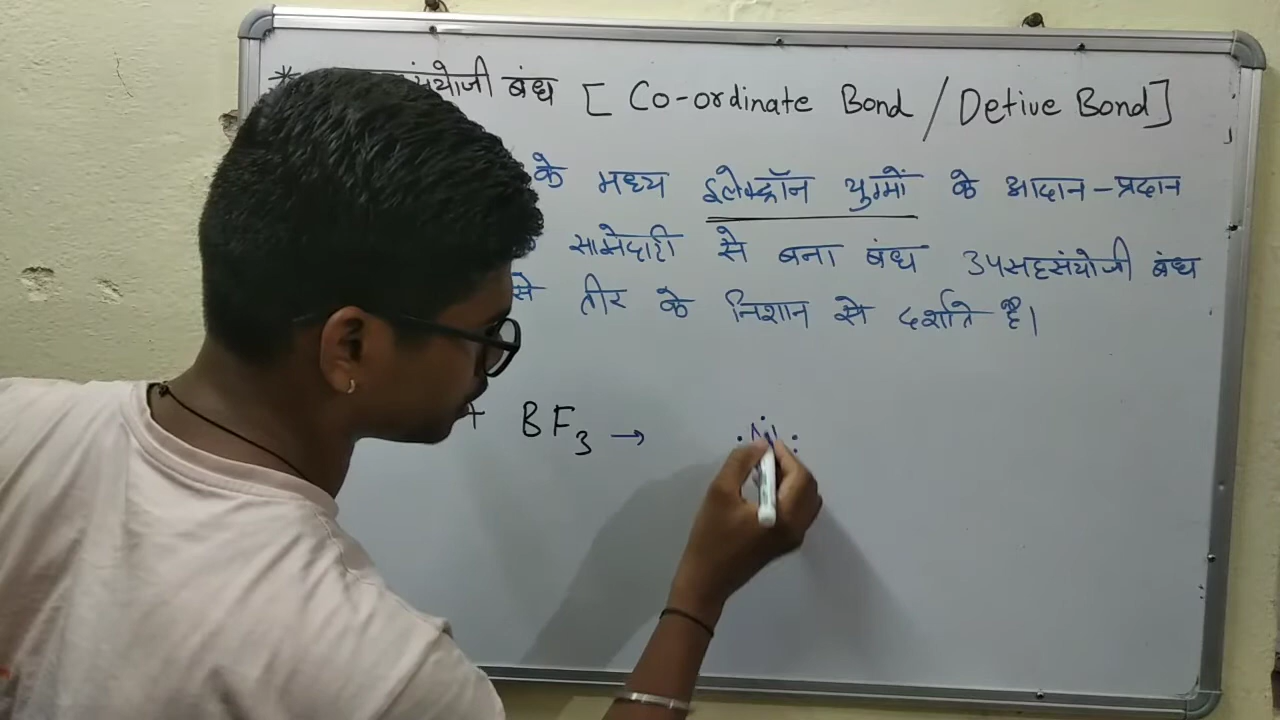 * संयोजी बंध [ Co-ordinate Bond / Detive Bond ]
के मध्य इलेक्ट्रॉन युग्मों के आदान-प्रदान
साझेदारी से बना बंध उपसहसंयोजी बंध
से तीर के निशान से दर्शाते है।
+ BF3 → N